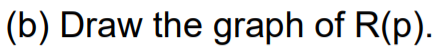 (b) Draw the graph of R(p).